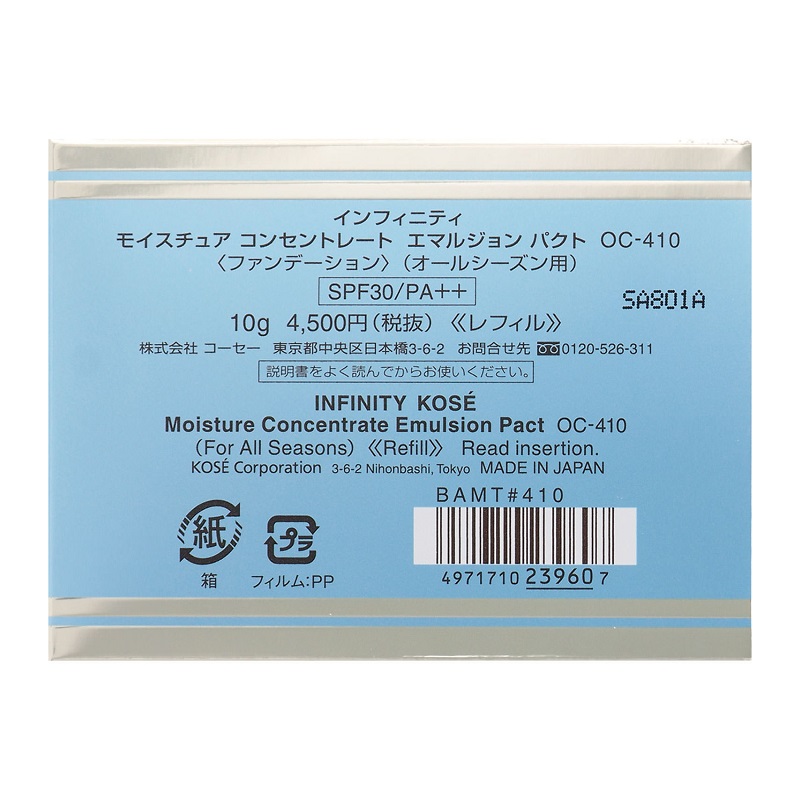 インフィニティ
モイスチュア コンセントレート エマルジョン パクト OC-410
〈ファンデーション〉（オールシーズン用）
SPF30/PA++
SA801A
10g 4,500円（税抜）《レフィル》
株式会社 コーセー 東京都中央区日本橋3-6-2 お問合せ先 0120-526-311
説明書をよく読んでからお使いください。
INFINITY KOSÉ
Moisture Concentrate Emulsion Pact OC-410
(For All Seasons)《Refill》 Read insertion.
KOSÉ Corporation 3-6-2 Nihonbashi, Tokyo MADE IN JAPAN
BAMT#410
紙
プラ
箱
フィルム:PP
4971710 239607